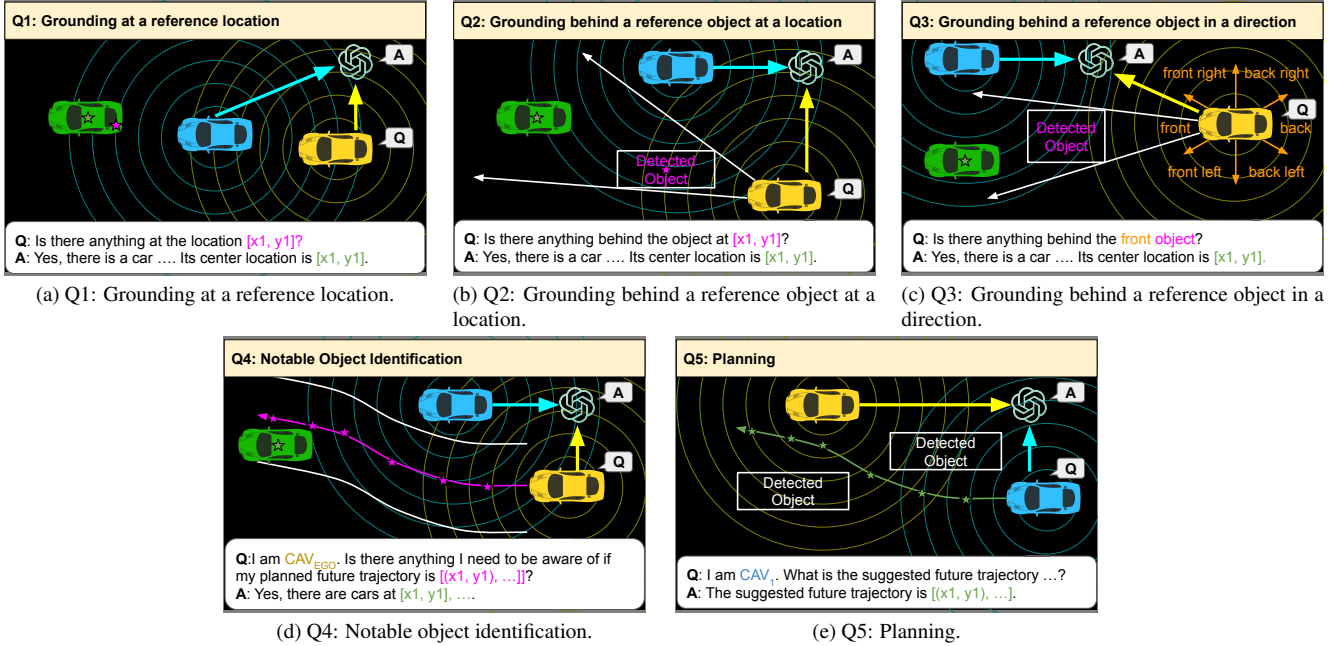 Q1: Grounding at a reference location
A
Q
Q: Is there anything at the location [x1, y1]?
A: Yes, there is a car .... Its center location is [x1, y1].
(a) Q1: Grounding at a reference location.
Q2: Grounding behind a reference object at a location
A
Detected
Object
Q
Q: Is there anything behind the object at [x1, y1]?
A: Yes, there is a car .... Its center location is [x1, y1].
(b) Q2: Grounding behind a reference object at a
location.
Q3: Grounding behind a reference object in a direction
A
front right
back right
Q
Detected
Object
front
back
front left
back left
Q: Is there anything behind the front object?
A: Yes, there is a car .... Its center location is [x1, y1].
(c) Q3: Grounding behind a reference object in a
direction.
Q4: Notable Object Identification
A
Q
Q:I am CAV_EGO. Is there anything I need to be aware of if
my planned future trajectory is [(x1, y1), ...]]?
A: Yes, there are cars at [x1, y1], ....
(d) Q4: Notable object identification.
Q5: Planning
A
Detected
Object
Q
Detected
Object
Q: I am CAV_1. What is the suggested future trajectory ...?
A: The suggested future trajectory is [(x1, y1), ...].
(e) Q5: Planning.